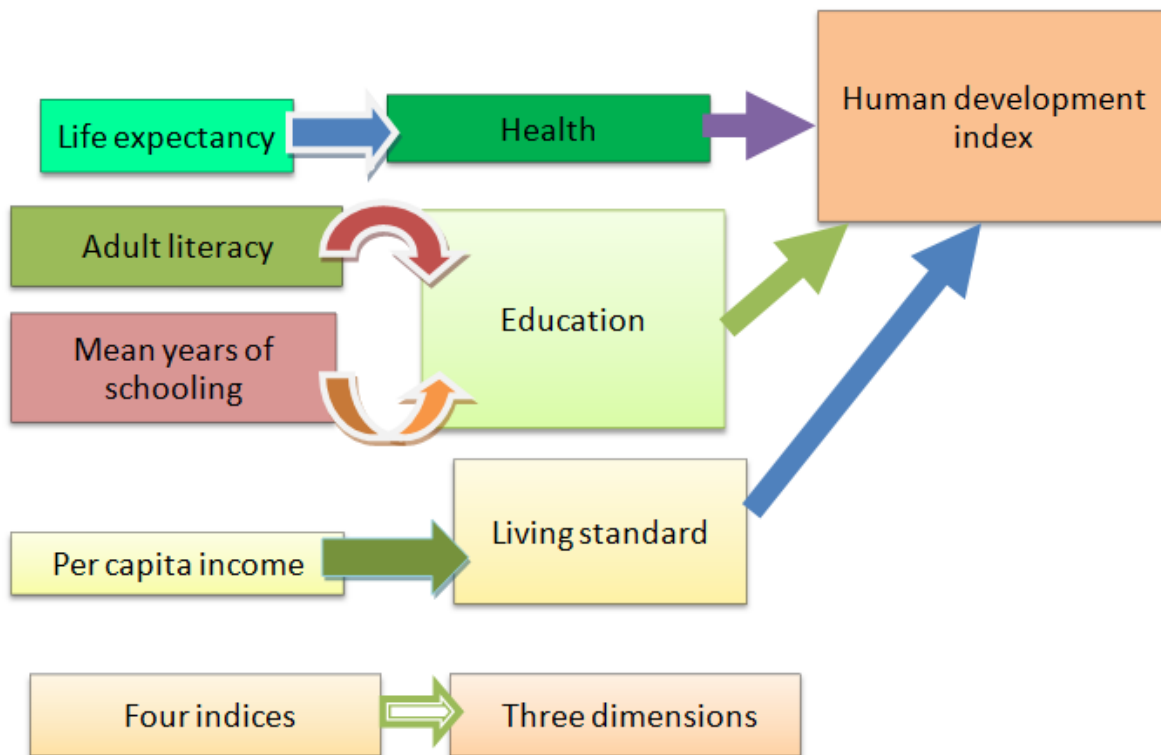 Life expectancy
Health
Human development
index
Adult literacy
Education
Mean years of
schooling
Living standard
Per capita income
Four indices
Three dimensions